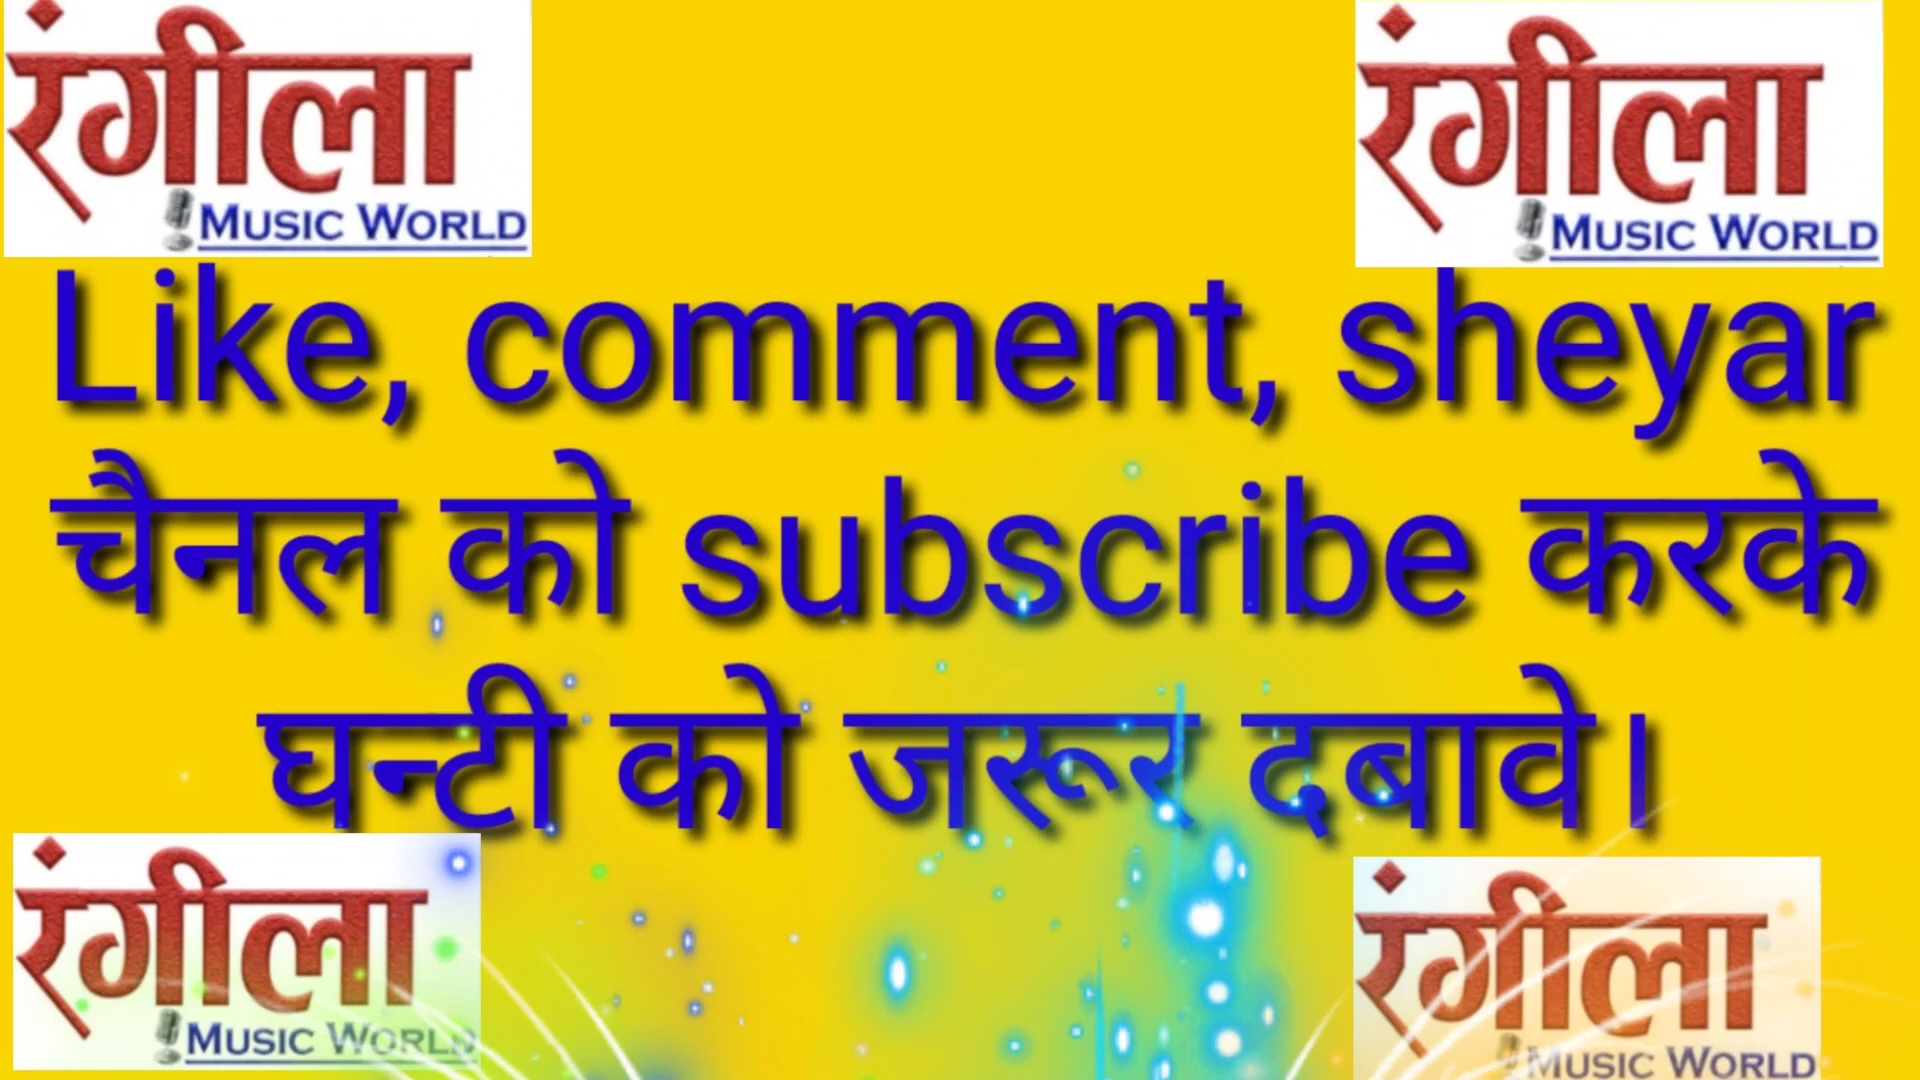 रंगीला
MUSIC WORLD
रंगीला
MUSIC WORLD
Like, comment, sheyar
चैनल को subscribe करके
घन्टी को जरूर दबावे।
रंगीला
MUSIC WORLD
रंगीला
MUSIC WORLD